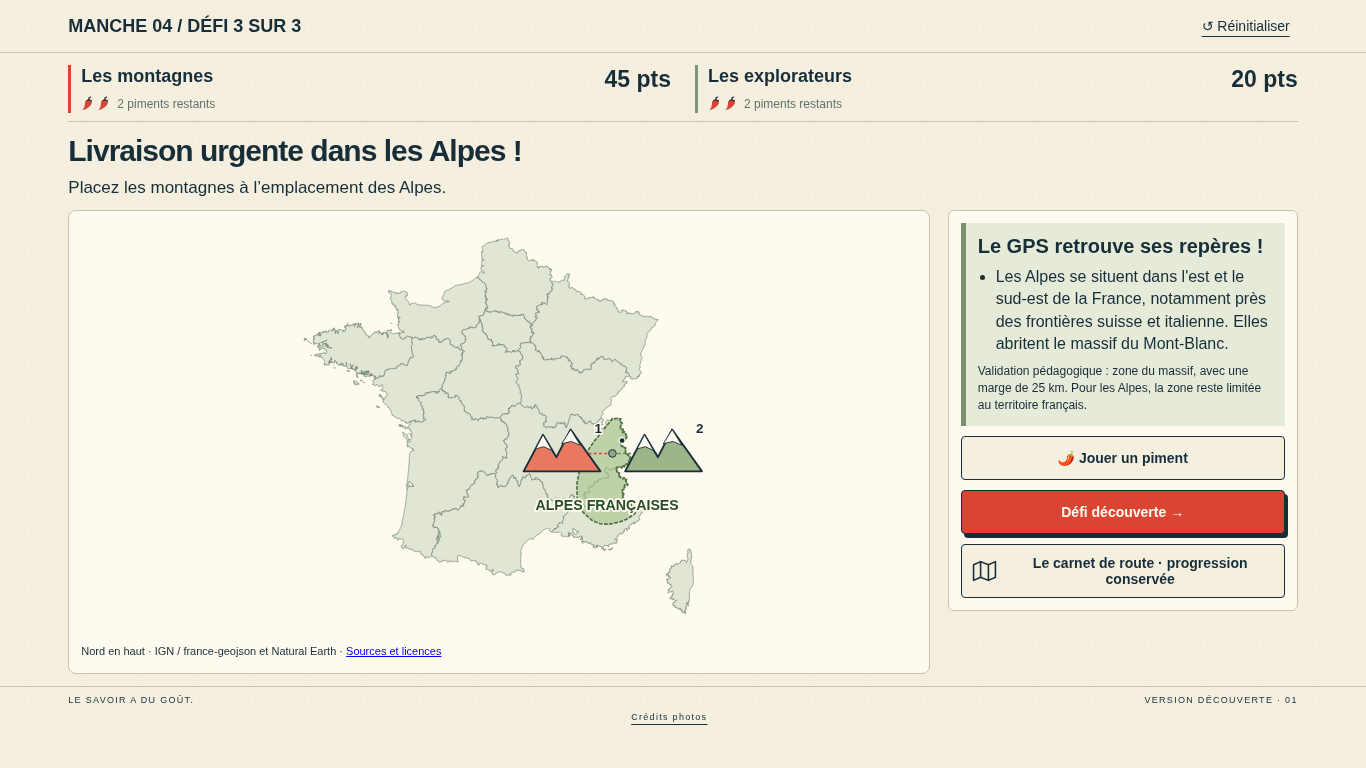 MANCHE 04 / DÉFI 3 SUR 3
↺ Réinitialiser
Les montagnes
45 pts
2 piments restants
Les explorateurs
20 pts
2 piments restants
Livraison urgente dans les Alpes !
Placez les montagnes à l’emplacement des Alpes.
1
2
ALPES FRANÇAISES
Nord en haut · IGN / france-geojson et Natural Earth · Sources et licences
Le GPS retrouve ses repères !
• Les Alpes se situent dans l'est et le
sud-est de la France, notamment près
des frontières suisse et italienne. Elles
abritent le massif du Mont-Blanc.
Validation pédagogique : zone du massif, avec une
marge de 25 km. Pour les Alpes, la zone reste limitée
au territoire français.
🌶️ Jouer un piment
Défi découverte →
Le carnet de route · progression
conservée
LE SAVOIR A DU GOÛT.
VERSION DÉCOUVERTE · 01
Crédits photos